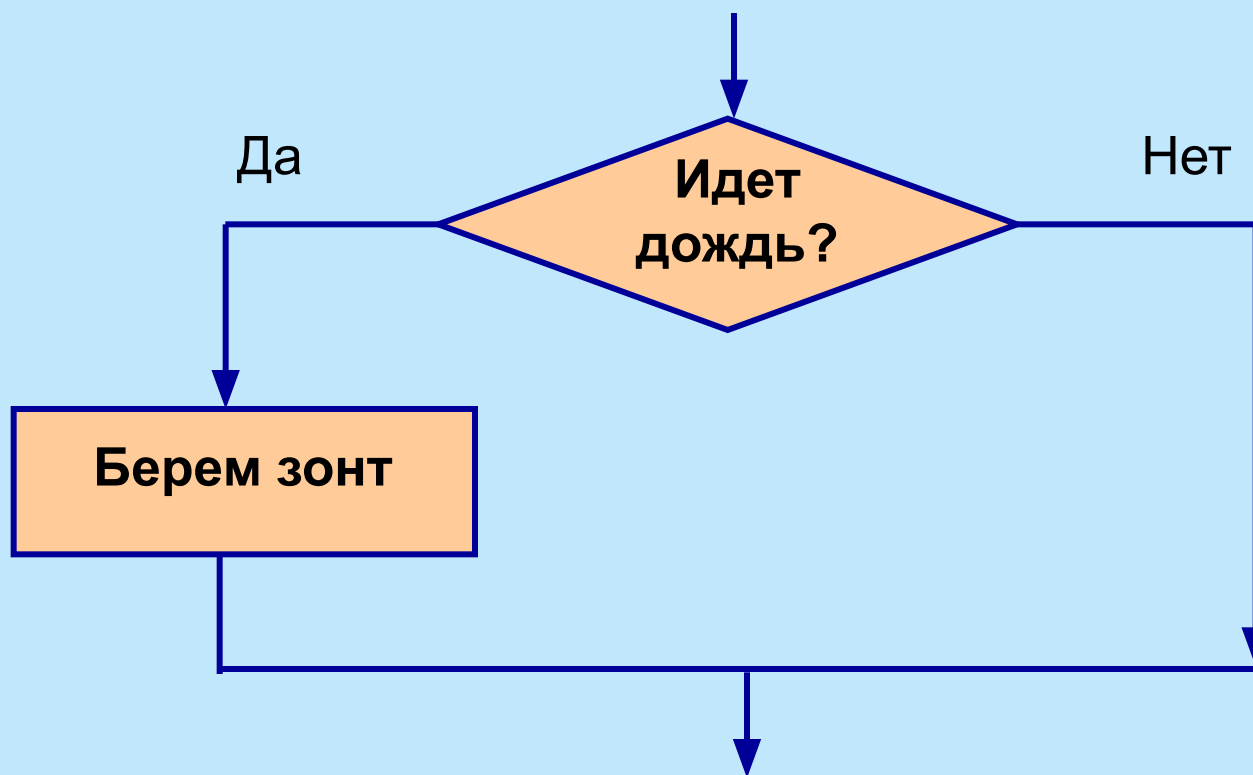 Да
Нет
Идет
дождь?
Берем зонт